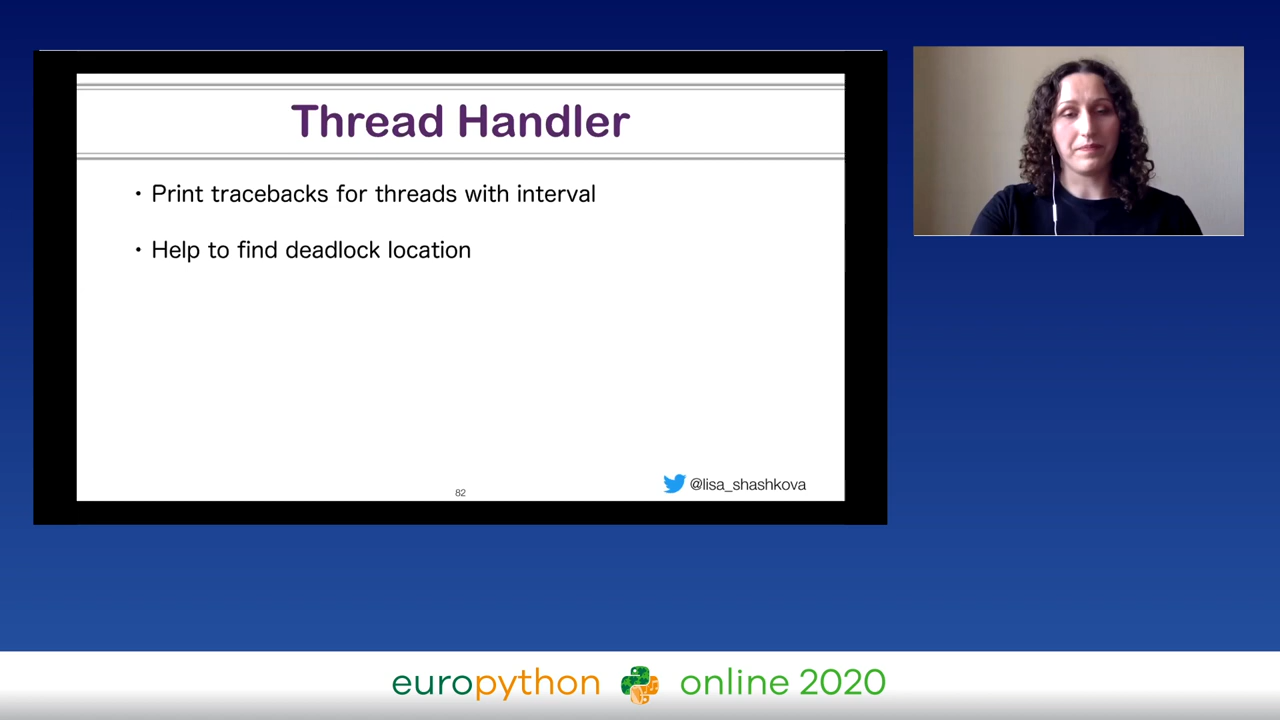 Thread Handler
• Print tracebacks for threads with interval
• Help to find deadlock location
82
@lisa_shashkova
europython online 2020